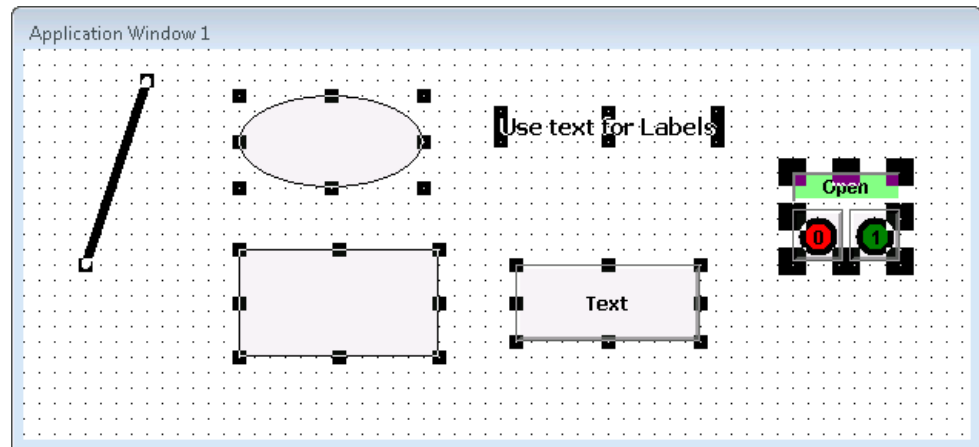 Application Window 1
Use text for Labels
Open
0 1
Text